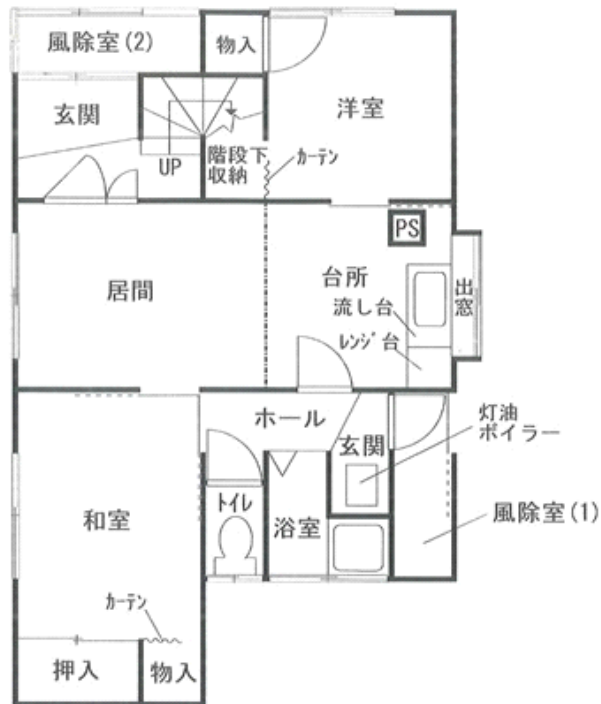 風除室(2)
物入
玄関
洋室
UP
階段下
収納
カーテン
PS
居間
台所
出窓
流し台
レンジ台
ホール
玄関
灯油
ボイラー
和室
トイレ
浴室
風除室(1)
カーテン
押入
物入